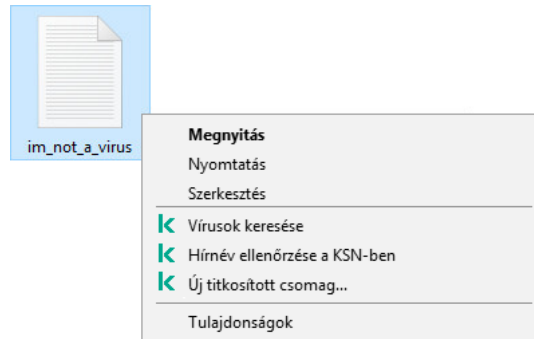 im_not_a_virus
Megnyitás
Nyomtatás
Szerkesztés
Vírusok keresése
Hírnév ellenőrzése a KSN-ben
Új titkosított csomag...
Tulajdonságok